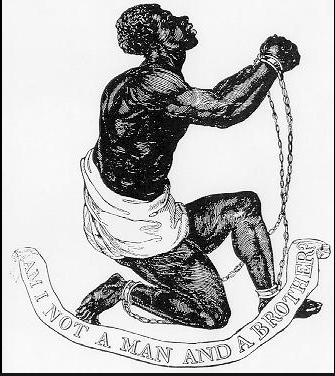 AM I NOT A MAN AND A BROTHER?